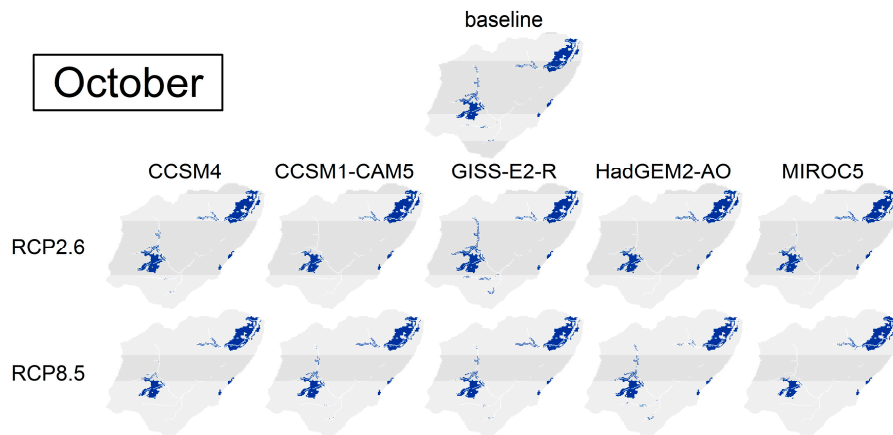 baseline
October
CCSM4 CCSM1-CAM5 GISS-E2-R HadGEM2-AO MIROC5
RCP2.6
RCP8.5